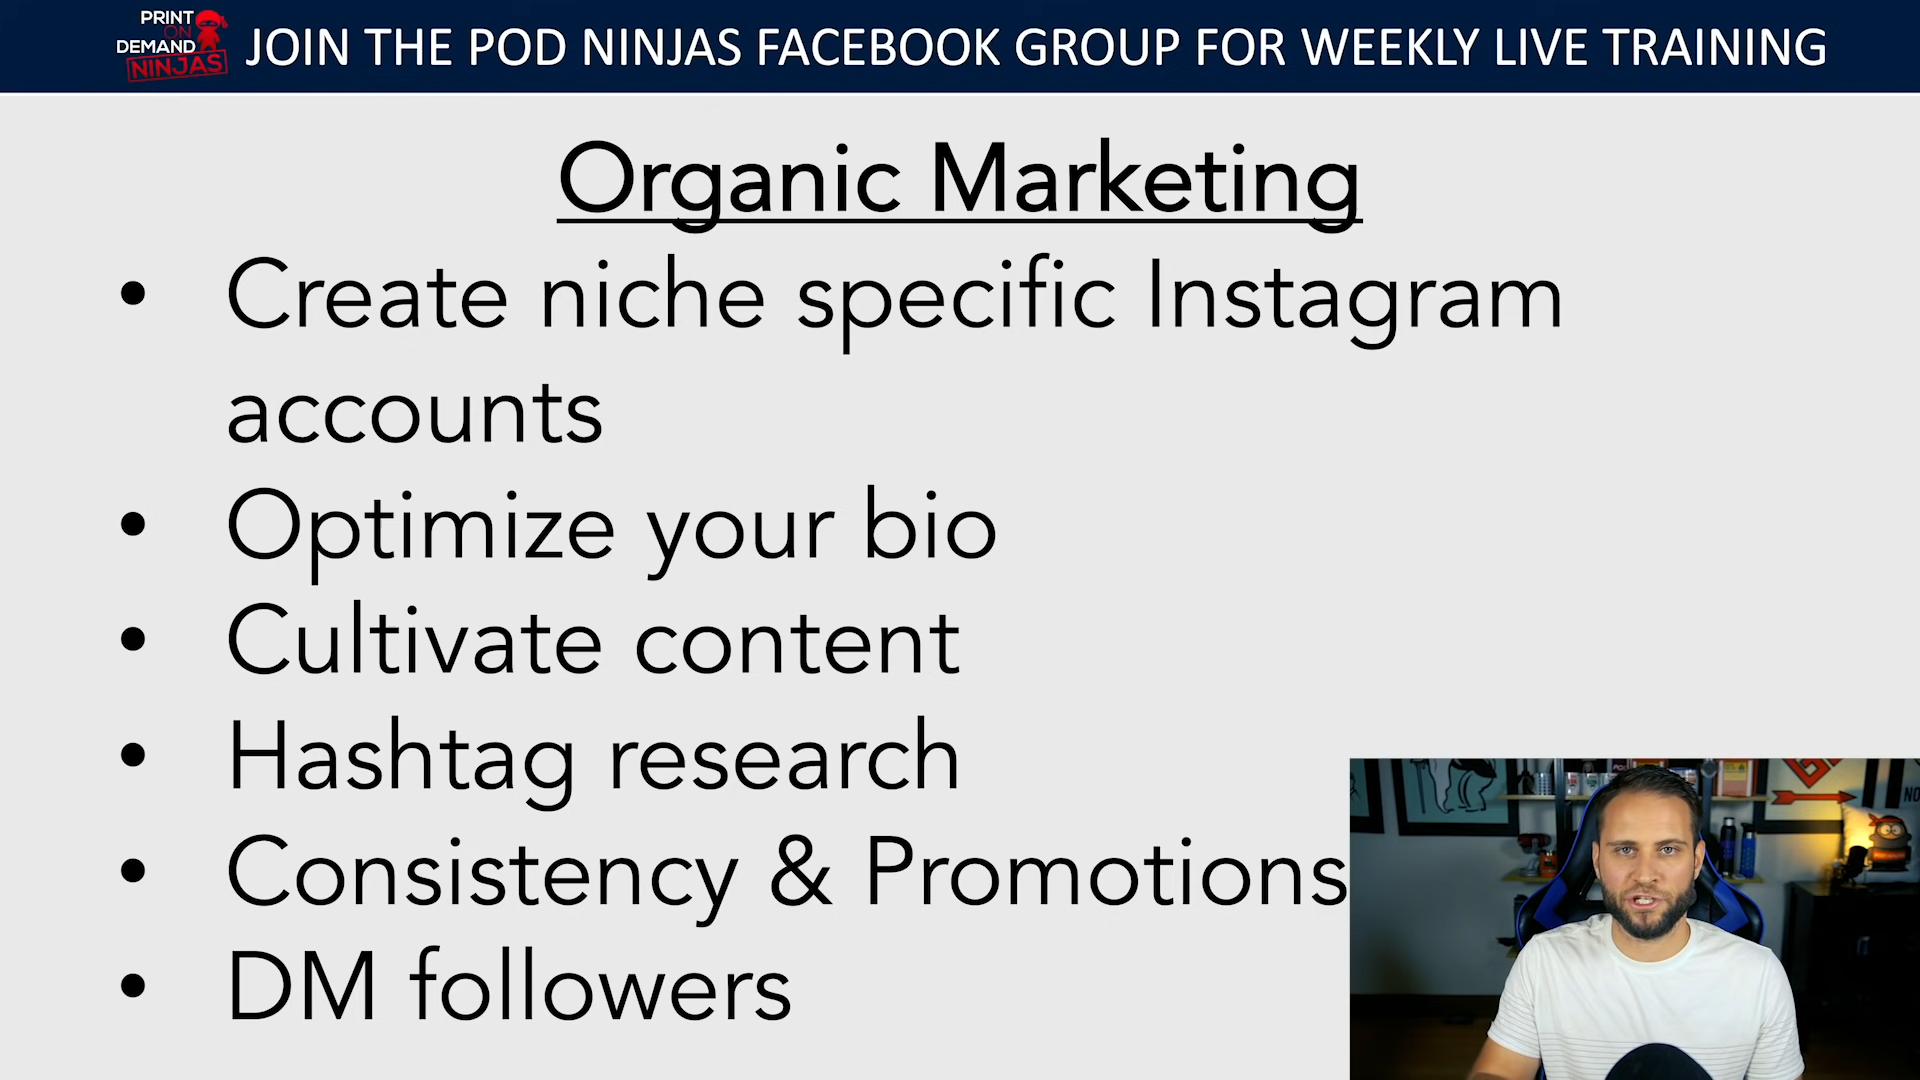 PRINT
ON
DEMAND
NINJAS
JOIN THE POD NINJAS FACEBOOK GROUP FOR WEEKLY LIVE TRAINING
Organic Marketing
• Create niche specific Instagram
accounts
• Optimize your bio
• Cultivate content
• Hashtag research
• Consistency & Promotions
• DM followers
NO